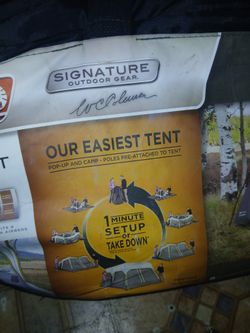 SIGNATURE
OUTDOOR GEAR
WC Coleman
OUR EASIEST TENT
POP-UP AND CAMP - POLES PRE-ATTACHED TO TENT
1 MINUTE
SETUP
or
TAKE DOWN